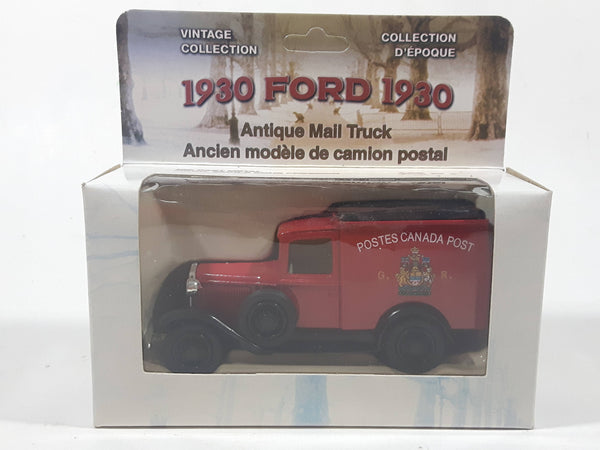 VINTAGE
COLLECTION
COLLECTION
D'ÉPOQUE
1930 FORD 1930
Antique Mail Truck
Ancien modèle de camion postal
POSTES CANADA POST
G. R.